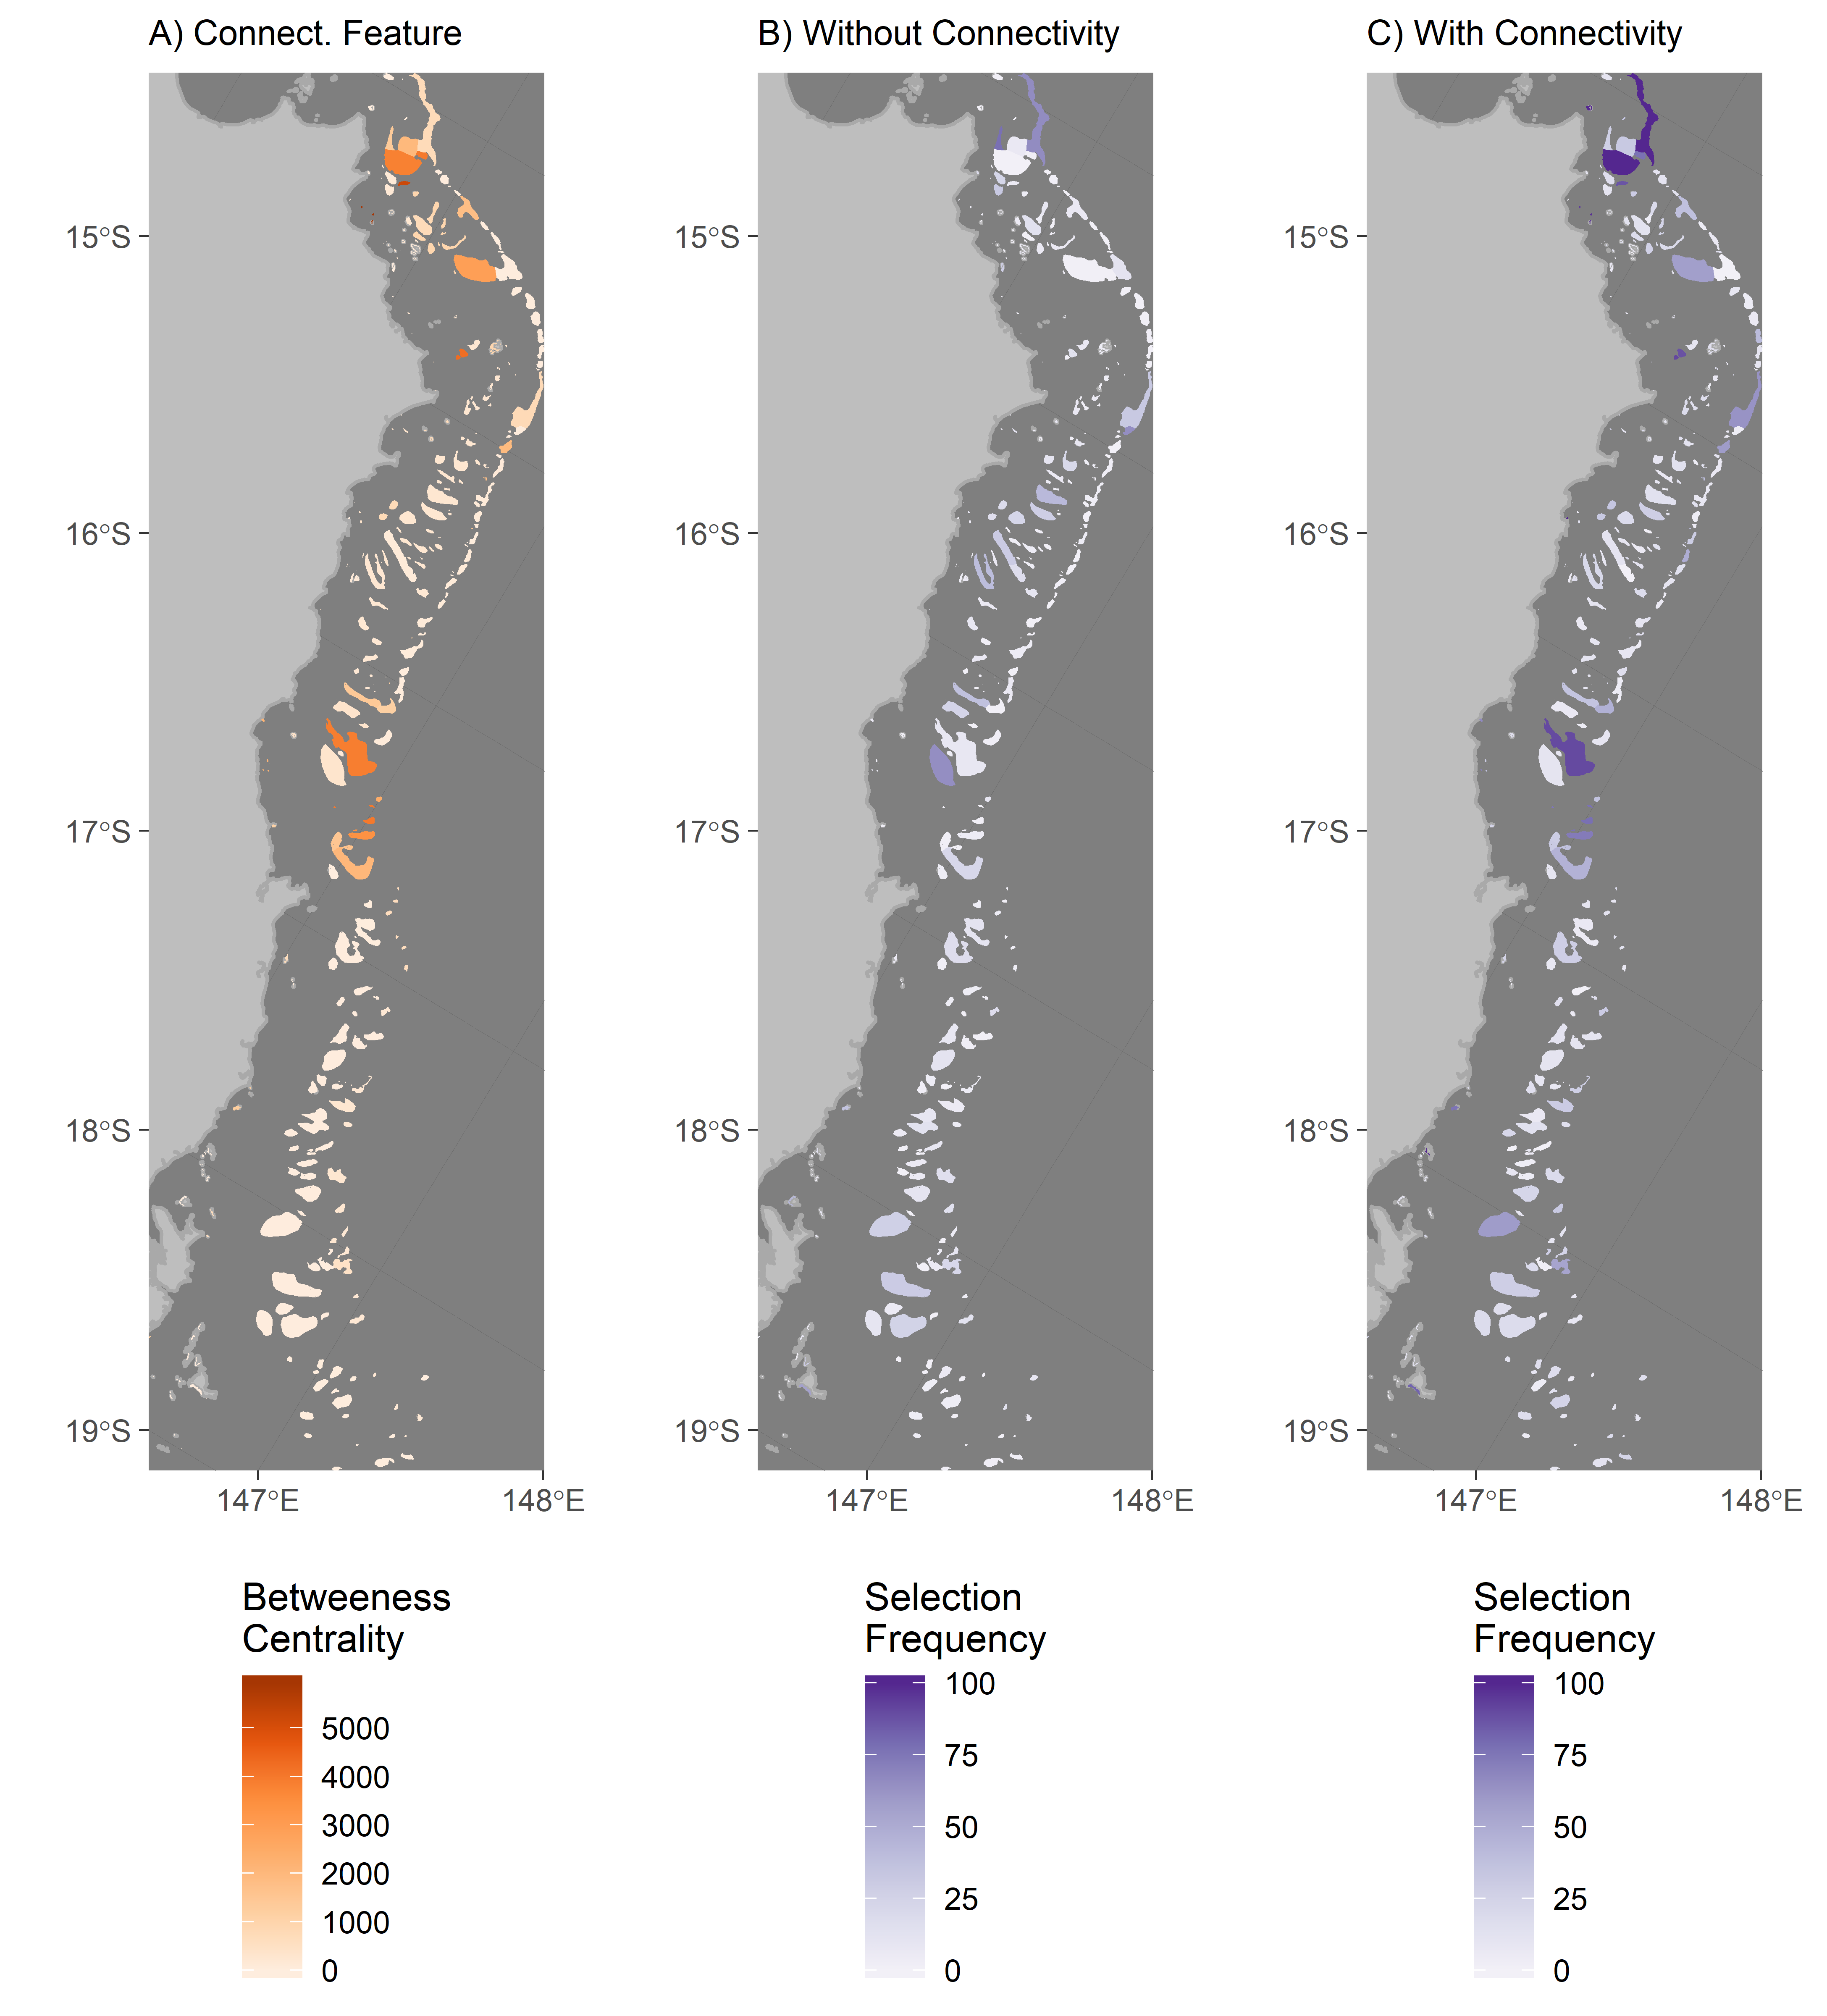 A) Connect. Feature
B) Without Connectivity
C) With Connectivity
15°S
16°S
17°S
18°S
19°S
147°E
148°E
15°S
16°S
17°S
18°S
19°S
147°E
148°E
15°S
16°S
17°S
18°S
19°S
147°E
148°E
Betweeness
Centrality
5000
4000
3000
2000
1000
0
Selection
Frequency
100
75
50
25
0
Selection
Frequency
100
75
50
25
0